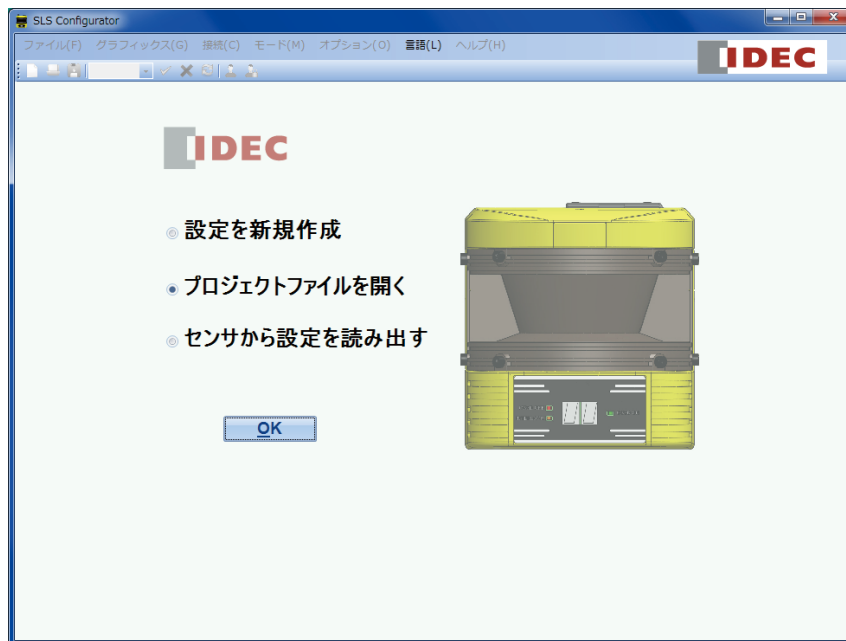 SLS Configurator
ファイル(F) グラフィックス(G) 接続(C) モード(M) オプション(O) 言語(L) ヘルプ(H)
IDEC
IDEC
設定を新規作成
プロジェクトファイルを開く
センサから設定を読み出す
OK